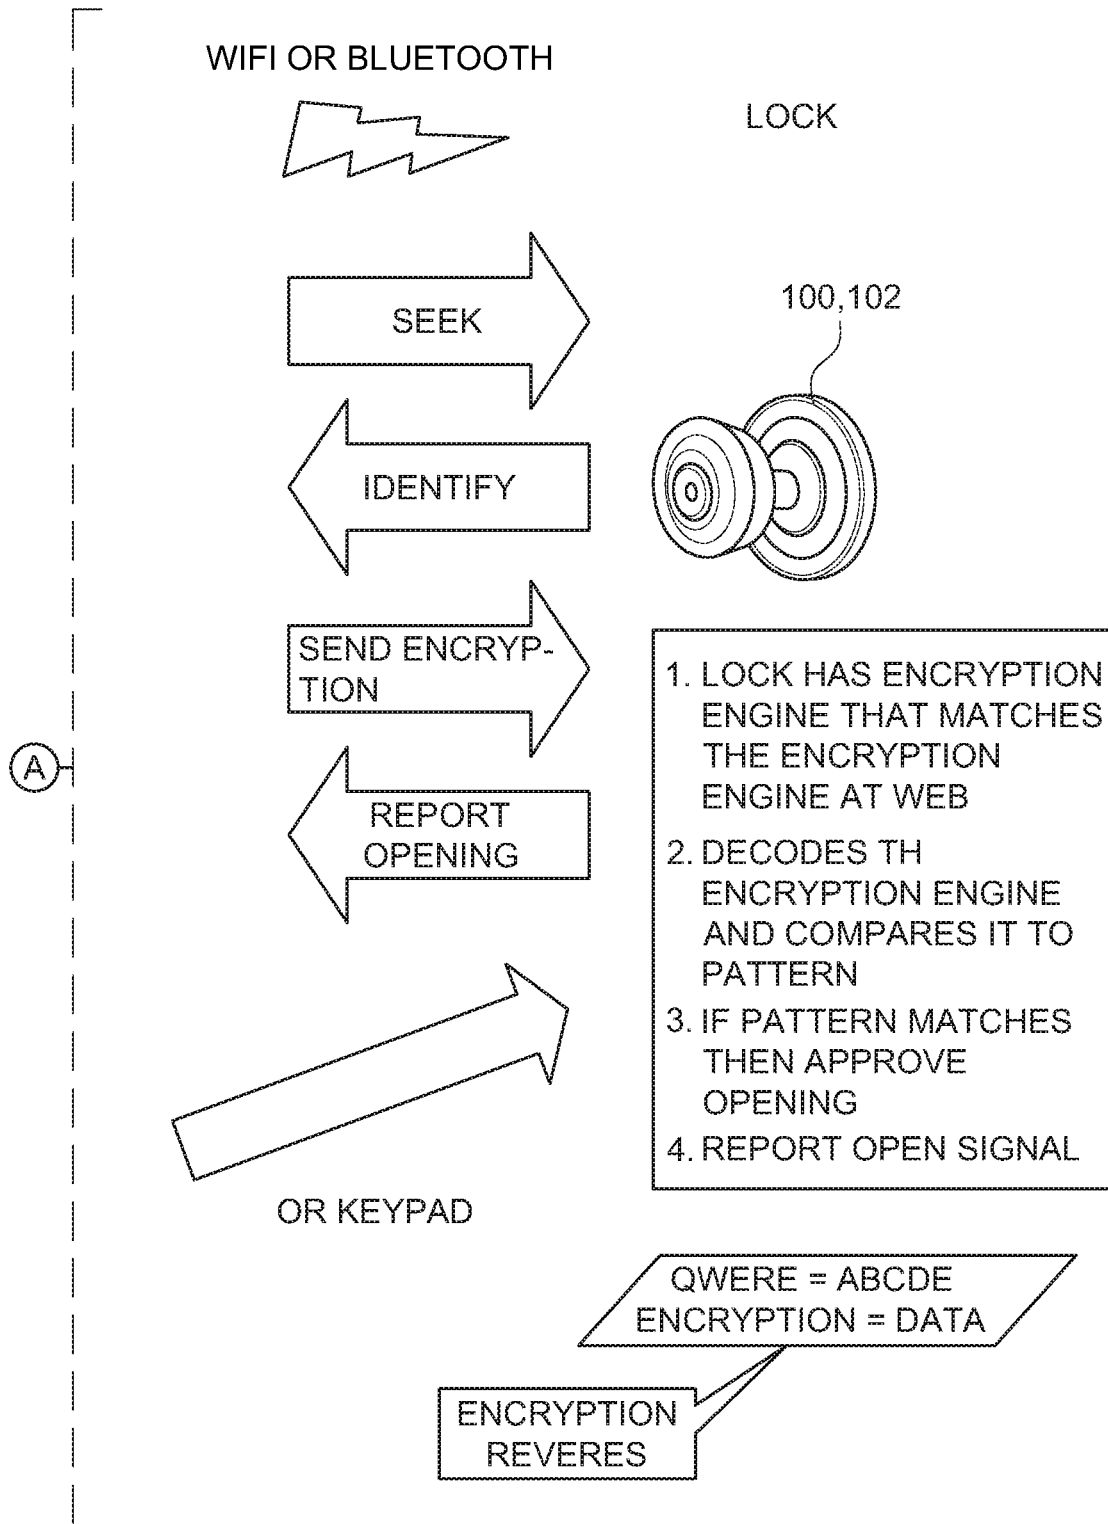 WIFI OR BLUETOOTH
LOCK
SEEK
100,102
IDENTIFY
SEND ENCRYP-
TION
REPORT
OPENING
A
1. LOCK HAS ENCRYPTION
ENGINE THAT MATCHES
THE ENCRYPTION
ENGINE AT WEB
2. DECODES TH
ENCRYPTION ENGINE
AND COMPARES IT TO
PATTERN
3. IF PATTERN MATCHES
THEN APPROVE
OPENING
4. REPORT OPEN SIGNAL
OR KEYPAD
QWERE = ABCDE
ENCRYPTION = DATA
ENCRYPTION
REVERES